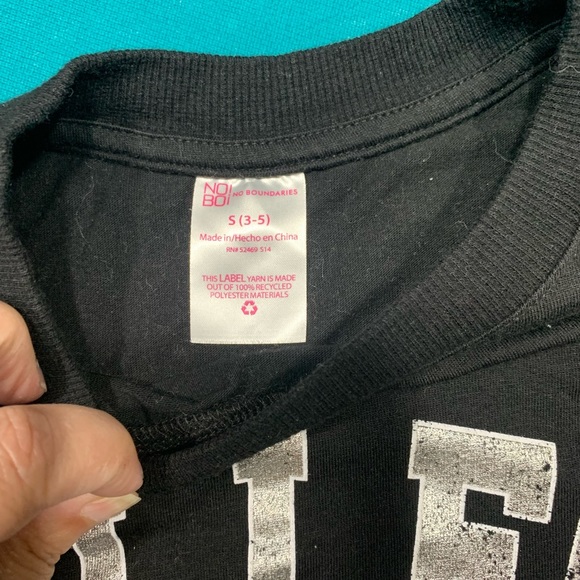 NO!
BO! NO BOUNDARIES
S (3-5)
Made in/Hecho en China
RN# 52469 S14
THIS LABEL YARN IS MADE
OUT OF 100% RECYCLED
POLYESTER MATERIALS